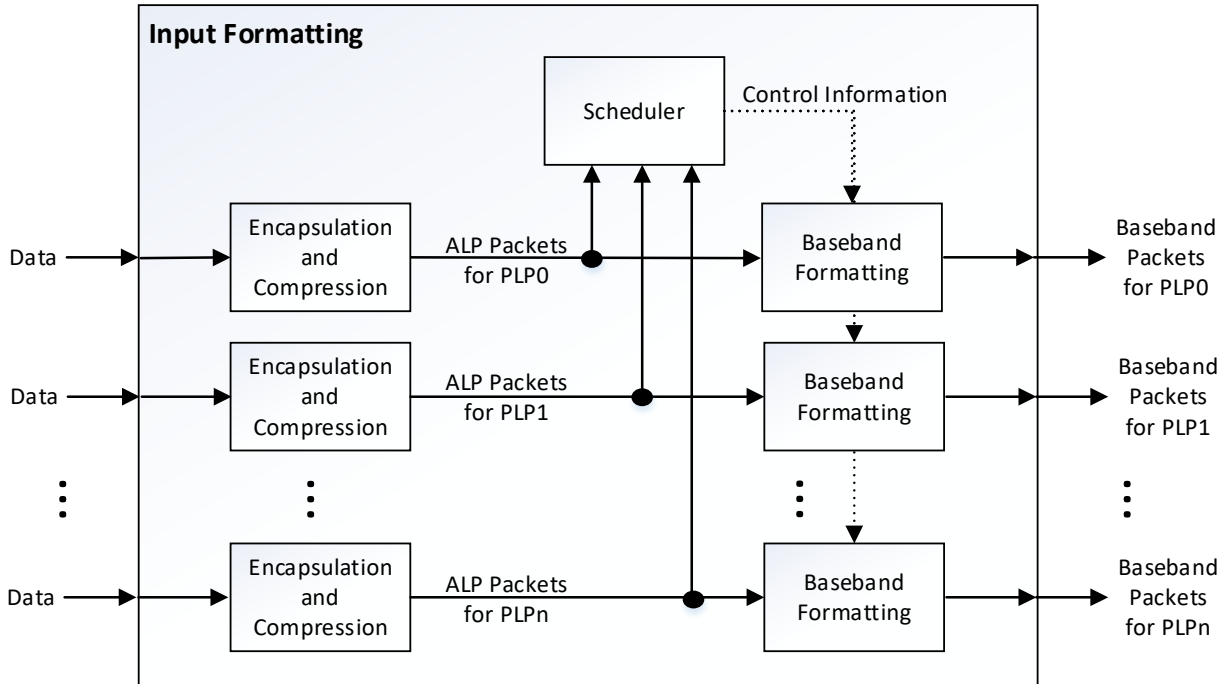 Input Formatting
Scheduler
Control Information
Data
Encapsulation
and
Compression
ALP Packets
for PLP0
Baseband
Formatting
Baseband
Packets
for PLP0
Data
Encapsulation
and
Compression
ALP Packets
for PLP1
Baseband
Formatting
Baseband
Packets
for PLP1
Data
Encapsulation
and
Compression
ALP Packets
for PLPn
Baseband
Formatting
Baseband
Packets
for PLPn